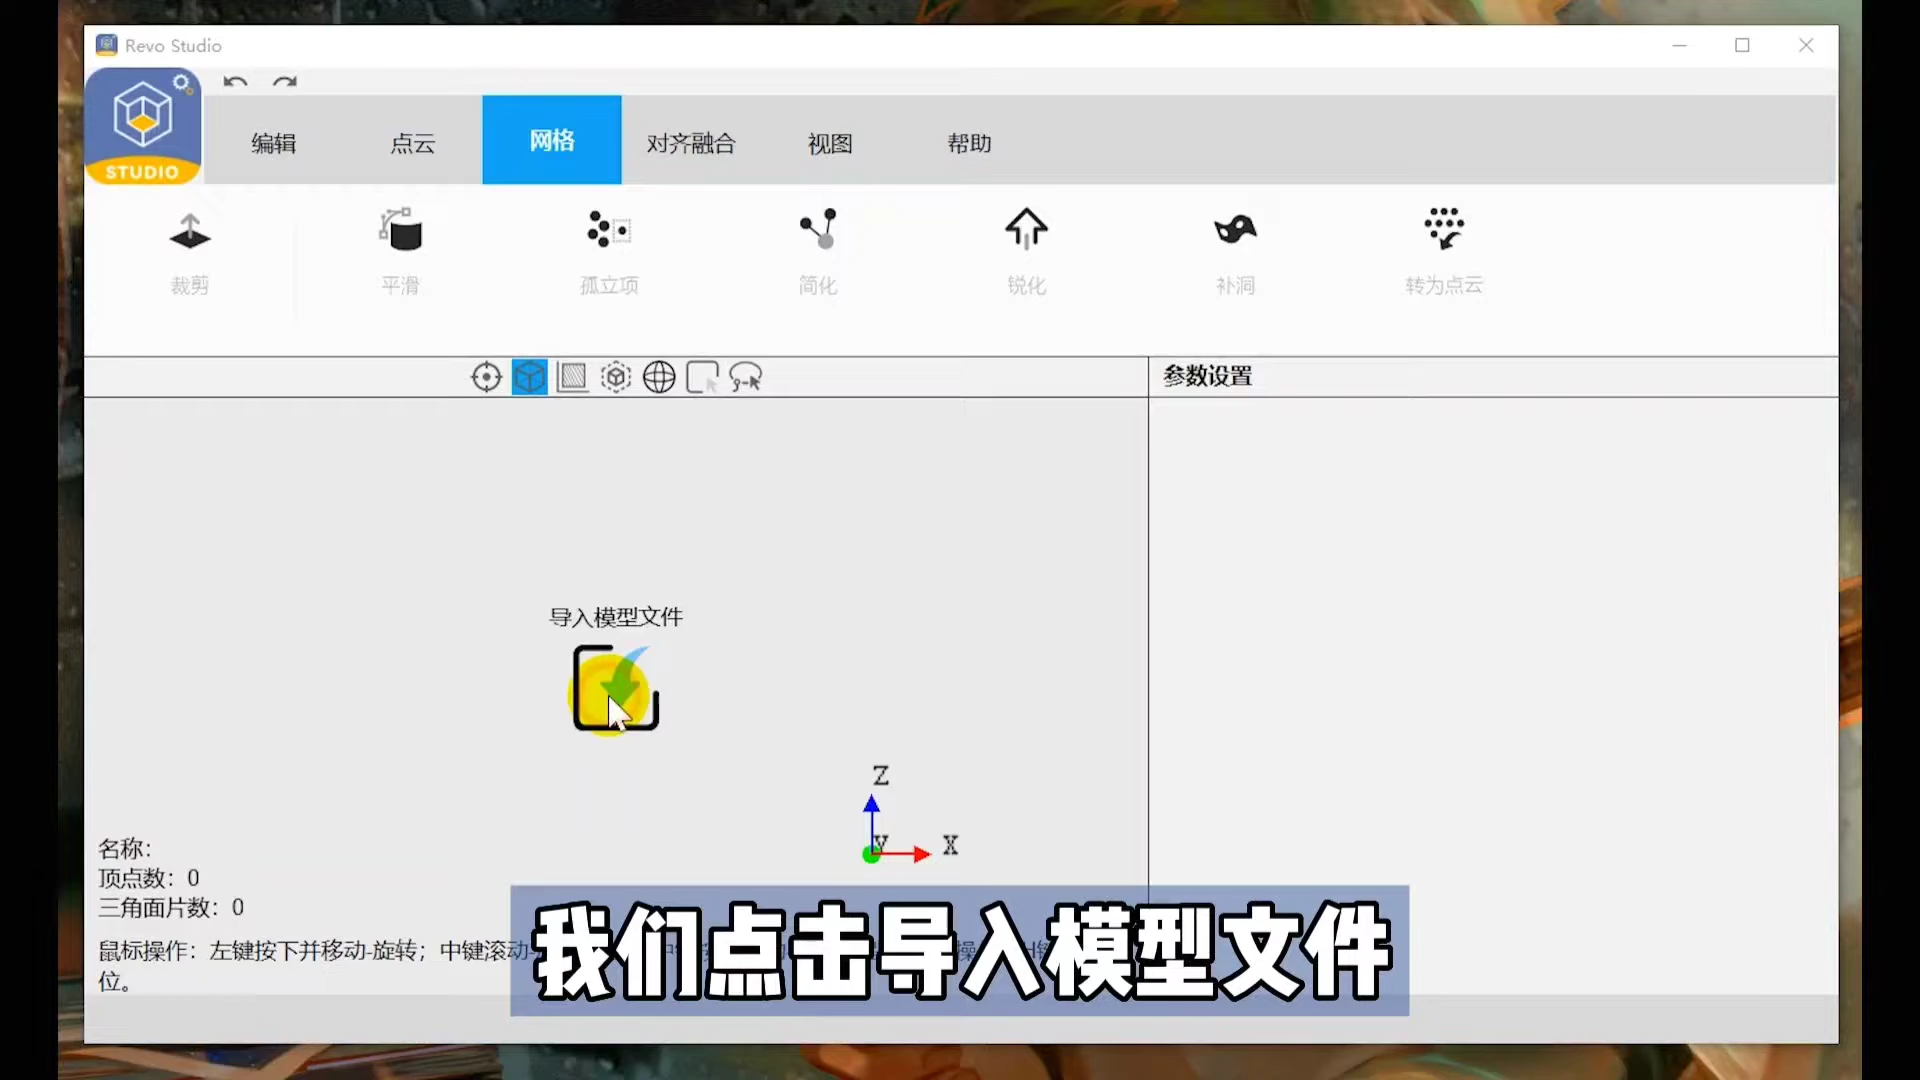 Revo Studio
STUDIO
编辑 点云 网格 对齐融合 视图 帮助
裁剪 平滑 孤立项 简化 锐化 补洞 转为点云
参数设置
导入模型文件
Z
Y X
名称:
顶点数: 0
三角面片数: 0
鼠标操作: 左键按下并移动-旋转; 中键滚动-
位。
我们点击导入模型文件